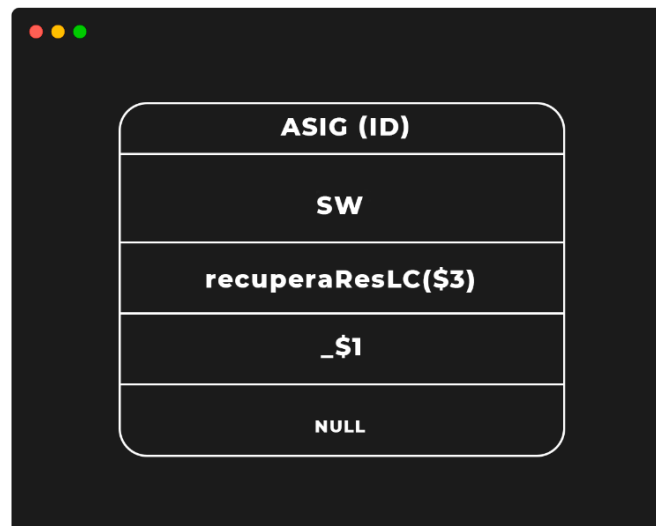 ASIG (ID)
SW
recuperaResLC($3)
_$1
NULL